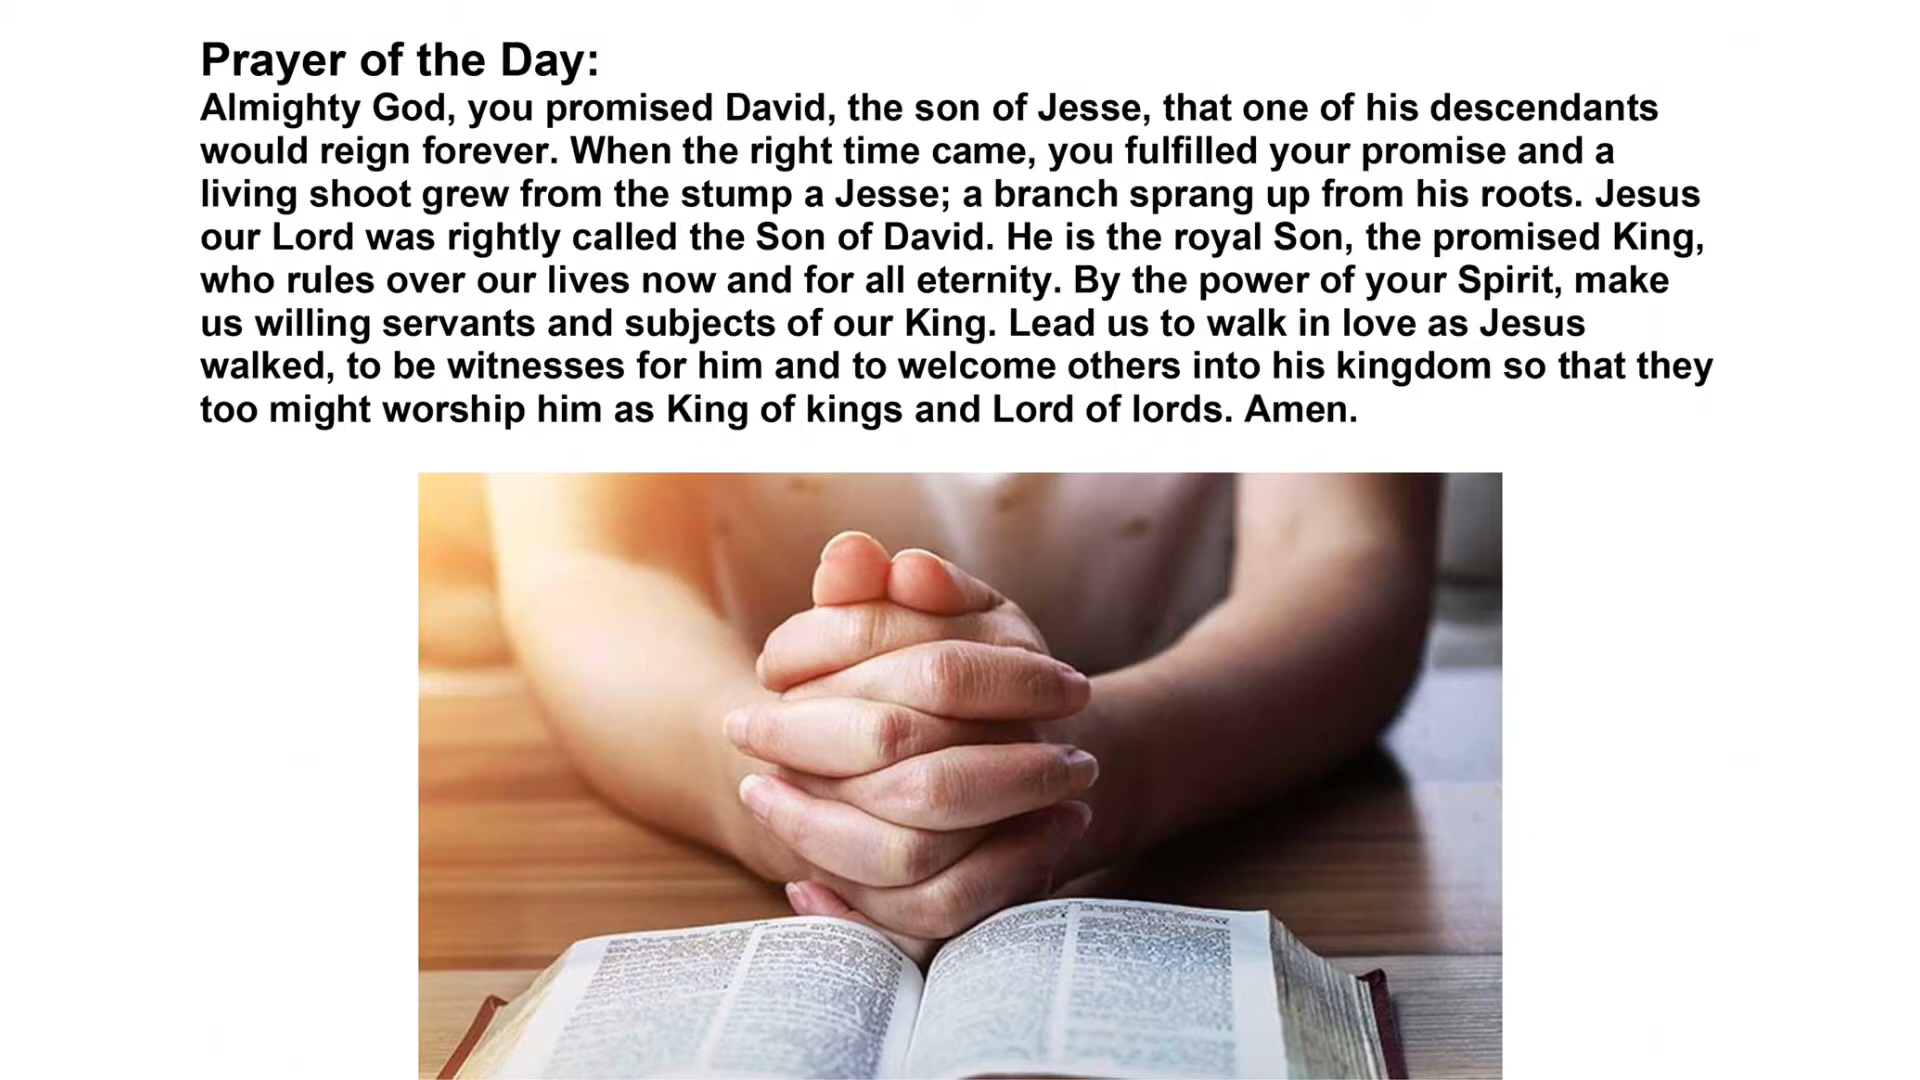 Prayer of the Day:
Almighty God, you promised David, the son of Jesse, that one of his descendants
would reign forever. When the right time came, you fulfilled your promise and a
living shoot grew from the stump a Jesse; a branch sprang up from his roots. Jesus
our Lord was rightly called the Son of David. He is the royal Son, the promised King,
who rules over our lives now and for all eternity. By the power of your Spirit, make
us willing servants and subjects of our King. Lead us to walk in love as Jesus
walked, to be witnesses for him and to welcome others into his kingdom so that they
too might worship him as King of kings and Lord of lords. Amen.